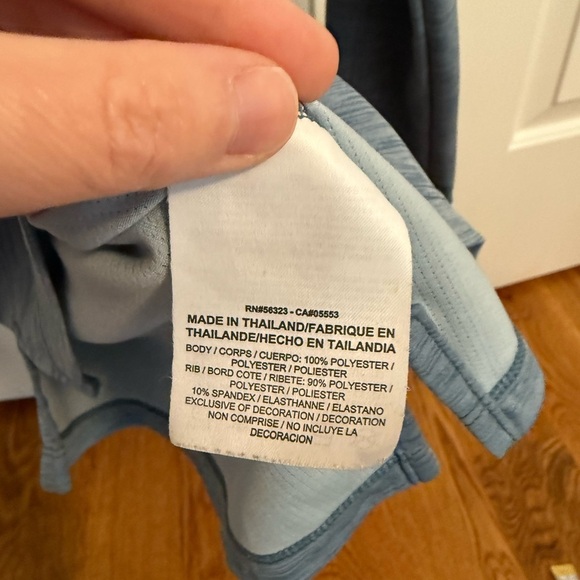 RN#56323 - CA#05553
MADE IN THAILAND/FABRIQUE EN
THAILANDE/HECHO EN TAILANDIA
BODY / CORPS / CUERPO: 100% POLYESTER /
POLYESTER / POLIESTER
RIB / BORD COTE / RIBETE: 90% POLYESTER /
POLYESTER / POLIESTER
10% SPANDEX / ELASTHANNE / ELASTANO
EXCLUSIVE OF DECORATION / DECORATION
NON COMPRISE / NO INCLUYE LA
DECORACION